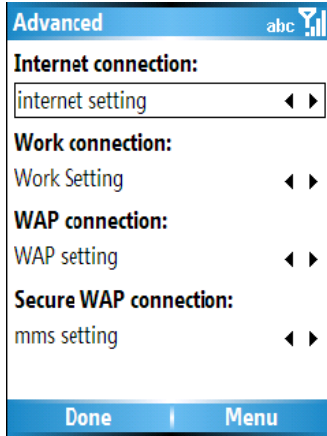 Advanced abc
Internet connection:
internet setting
Work connection:
Work Setting
WAP connection:
WAP setting
Secure WAP connection:
mms setting
Done Menu